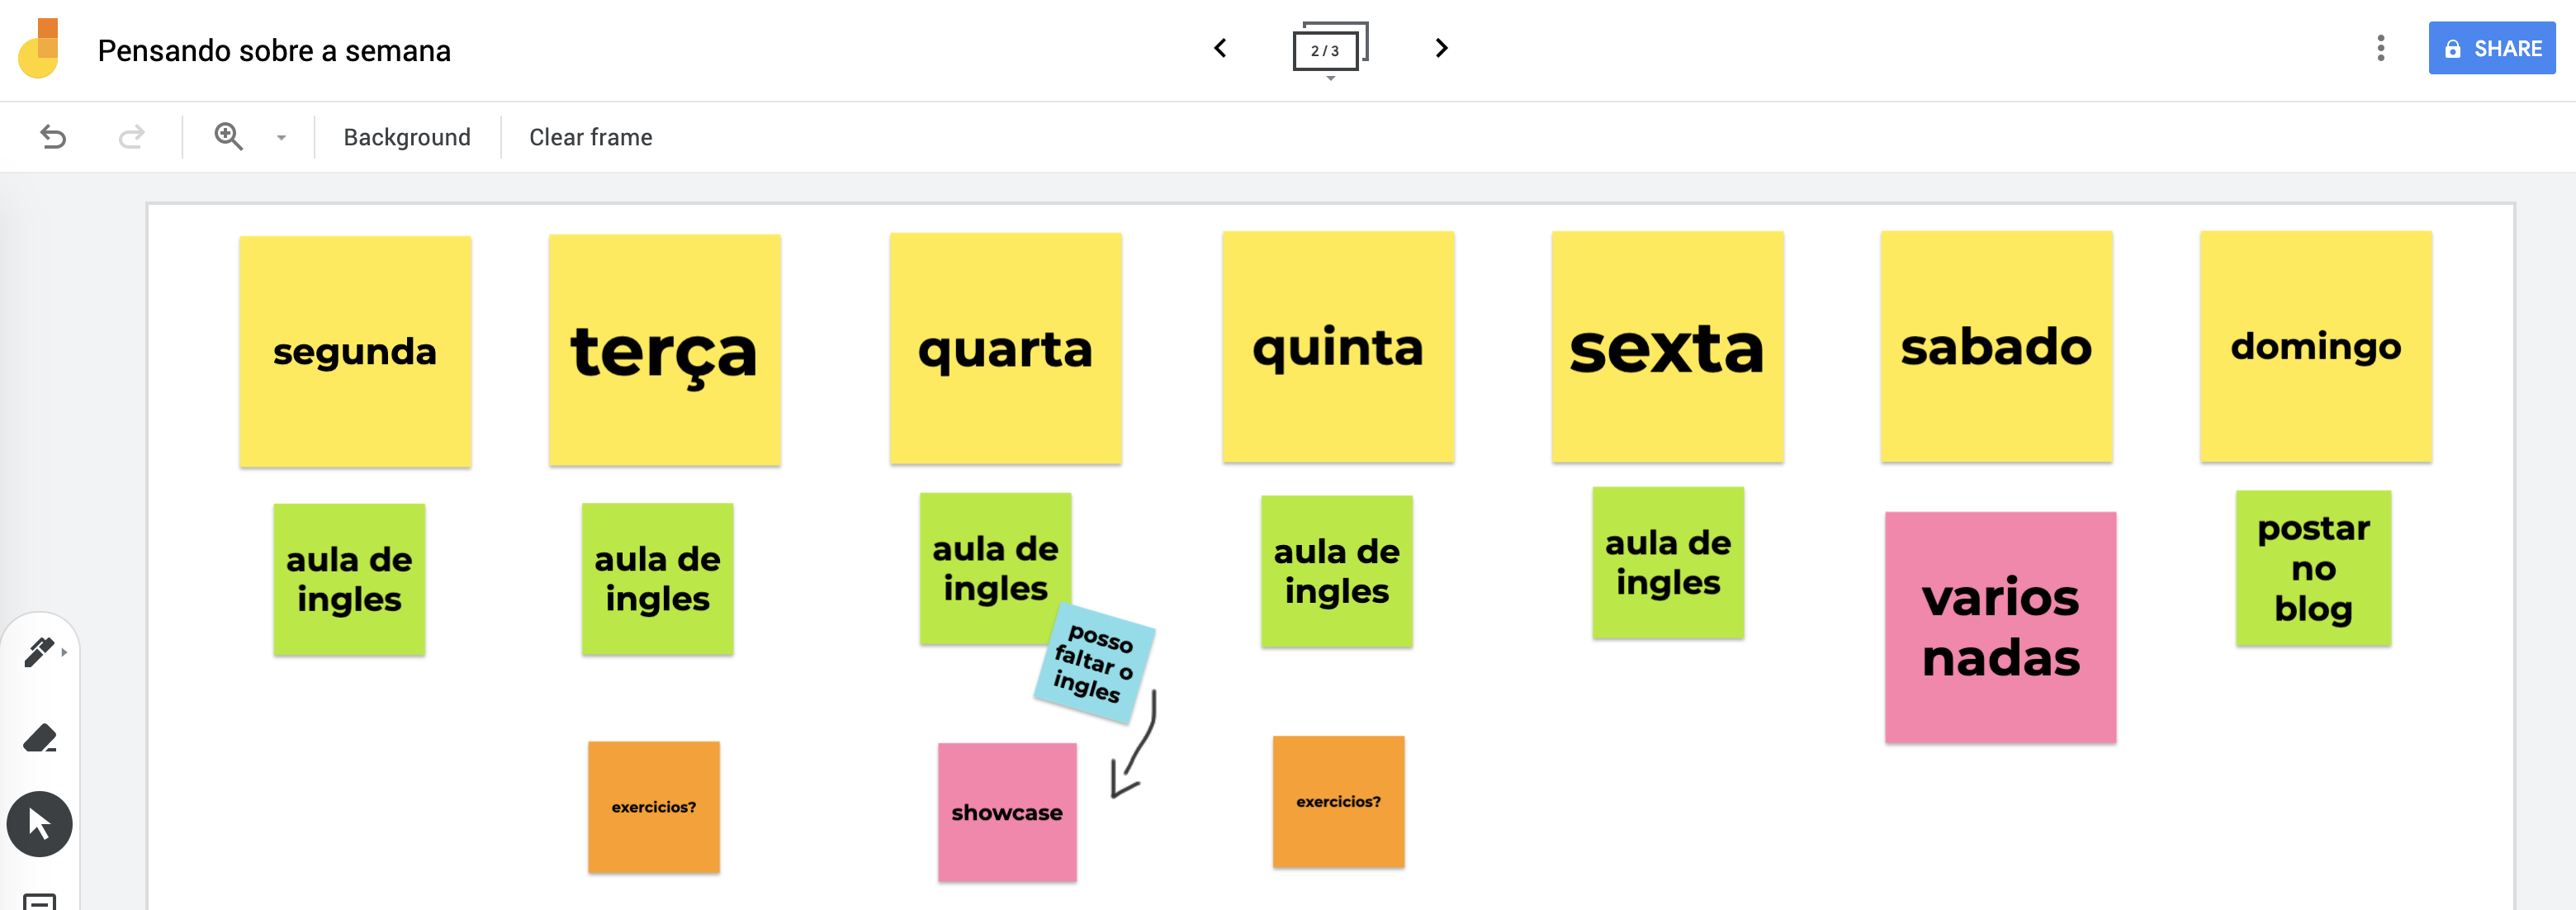 Pensando sobre a semana
2 / 3
SHARE
Background
Clear frame
segunda
terça
quarta
quinta
sexta
sabado
domingo
aula de
ingles
aula de
ingles
aula de
ingles
posso
faltar o
ingles
aula de
ingles
aula de
ingles
varios
nadas
postar
no
blog
exercicios?
showcase
exercicios?